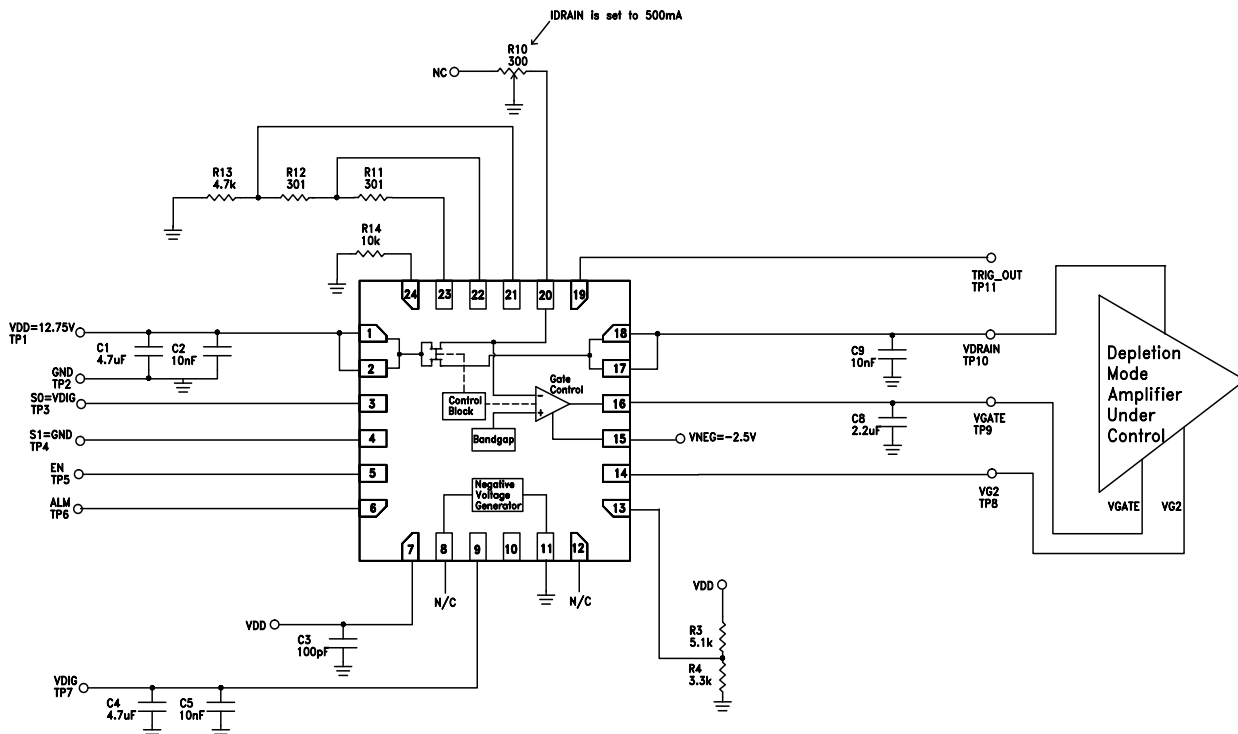 IDRAIN is set to 500mA
R10
300
NC
R13
4.7k
R12
301
R11
301
R14
10k
24
23
22
21
20
19
TRIG_OUT
TP11
VDD=12.75V
TP1
C1
4.7uF
C2
10nF
GND
TP2
S0=VDIG
TP3
S1=GND
TP4
EN
TP5
ALM
TP6
1
2
3
4
5
6
Control
Block
Gate
Control
Bandgap
Negative
Voltage
Generator
18
17
16
15
14
13
C9
10nF
VDRAIN
TP10
C8
2.2uF
VGATE
TP9
VNEG=-2.5V
VG2
TP8
Depletion
Mode
Amplifier
Under
Control
VGATE
VG2
7
8
9
10
11
12
N/C
N/C
VDD
C3
100pF
VDD
R3
5.1k
R4
3.3k
VDIG
TP7
C4
4.7uF
C5
10nF